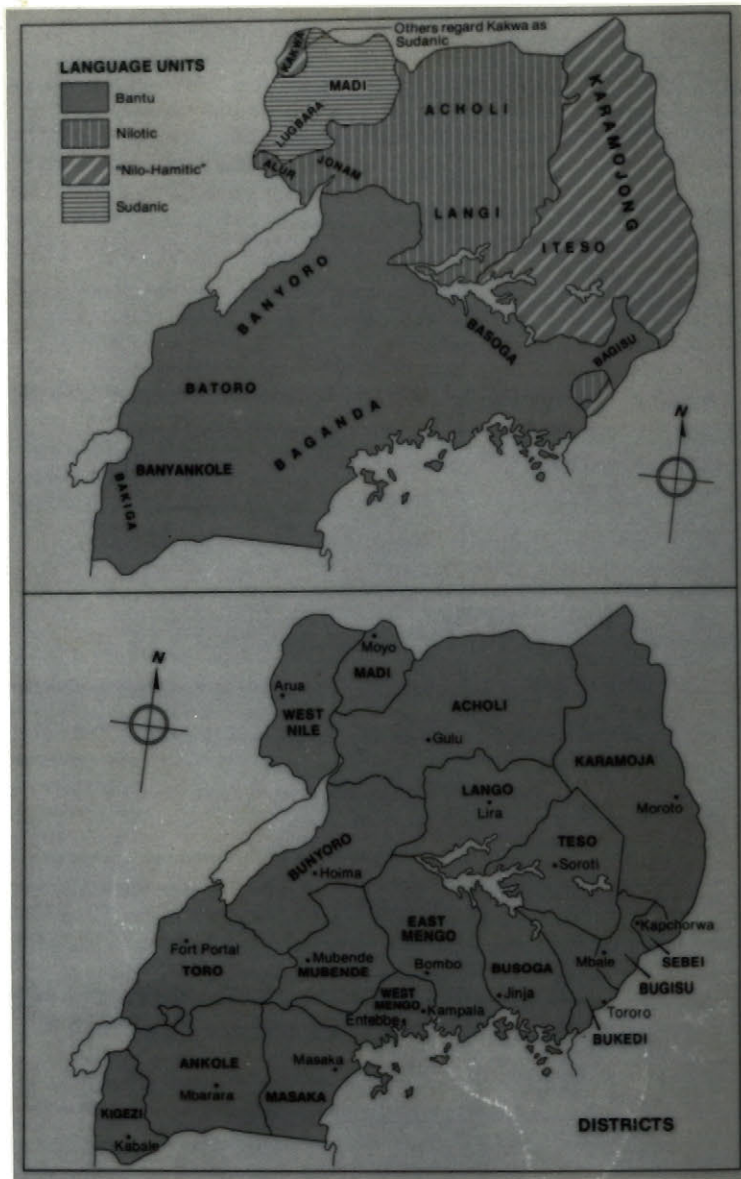 Others regard Kakwa as
Sudanic
LANGUAGE UNITS
Bantu
Nilotic
"Nilo-Hamitic"
Sudanic
KAKWA
MADI
LUGBARA
ALUR
JONAM
ACHOLI
LANGI
KARAMOJONG
ITESO
BANYORO
BASOGA
BAGISU
BATORO
BAGANDA
BANYANKOLE
BAKIGA
N
N
Moyo
MADI
Arua
WEST
NILE
ACHOLI
Gutu
KARAMOJA
Moroto
LANGO
Lira
TESO
Soroti
BUNYORO
Hoima
EAST
MENGO
Bombo
Fort Portal
TORO
Mubende
MUBENDE
BUSOGA
Jinja
Kapchorwa
SEBEI
Mbale
BUGISU
Tororo
BUKEDI
WEST
MENGO
Kampala
Entebbe
ANKOLE
Mbarara
Masaka
MASAKA
KIGEZI
Kabale
DISTRICTS